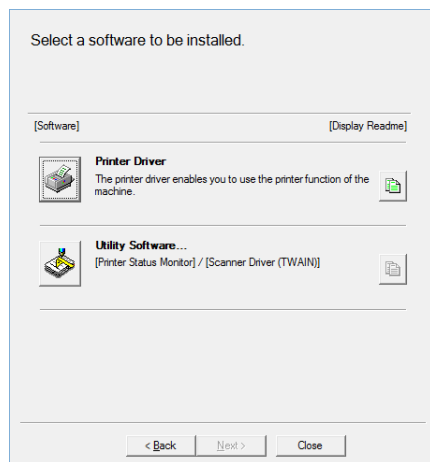 Select a software to be installed.
[Software]
[Display Readme]
Printer Driver
The printer driver enables you to use the printer function of the
machine.
Utility Software...
[Printer Status Monitor] / [Scanner Driver (TWAIN)]
< Back
Next >
Close